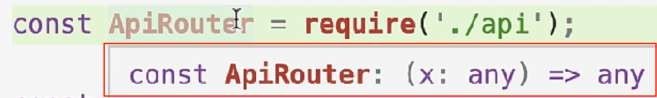 const ApiRouter = require('./api');
const ApiRouter: (x: any) => any